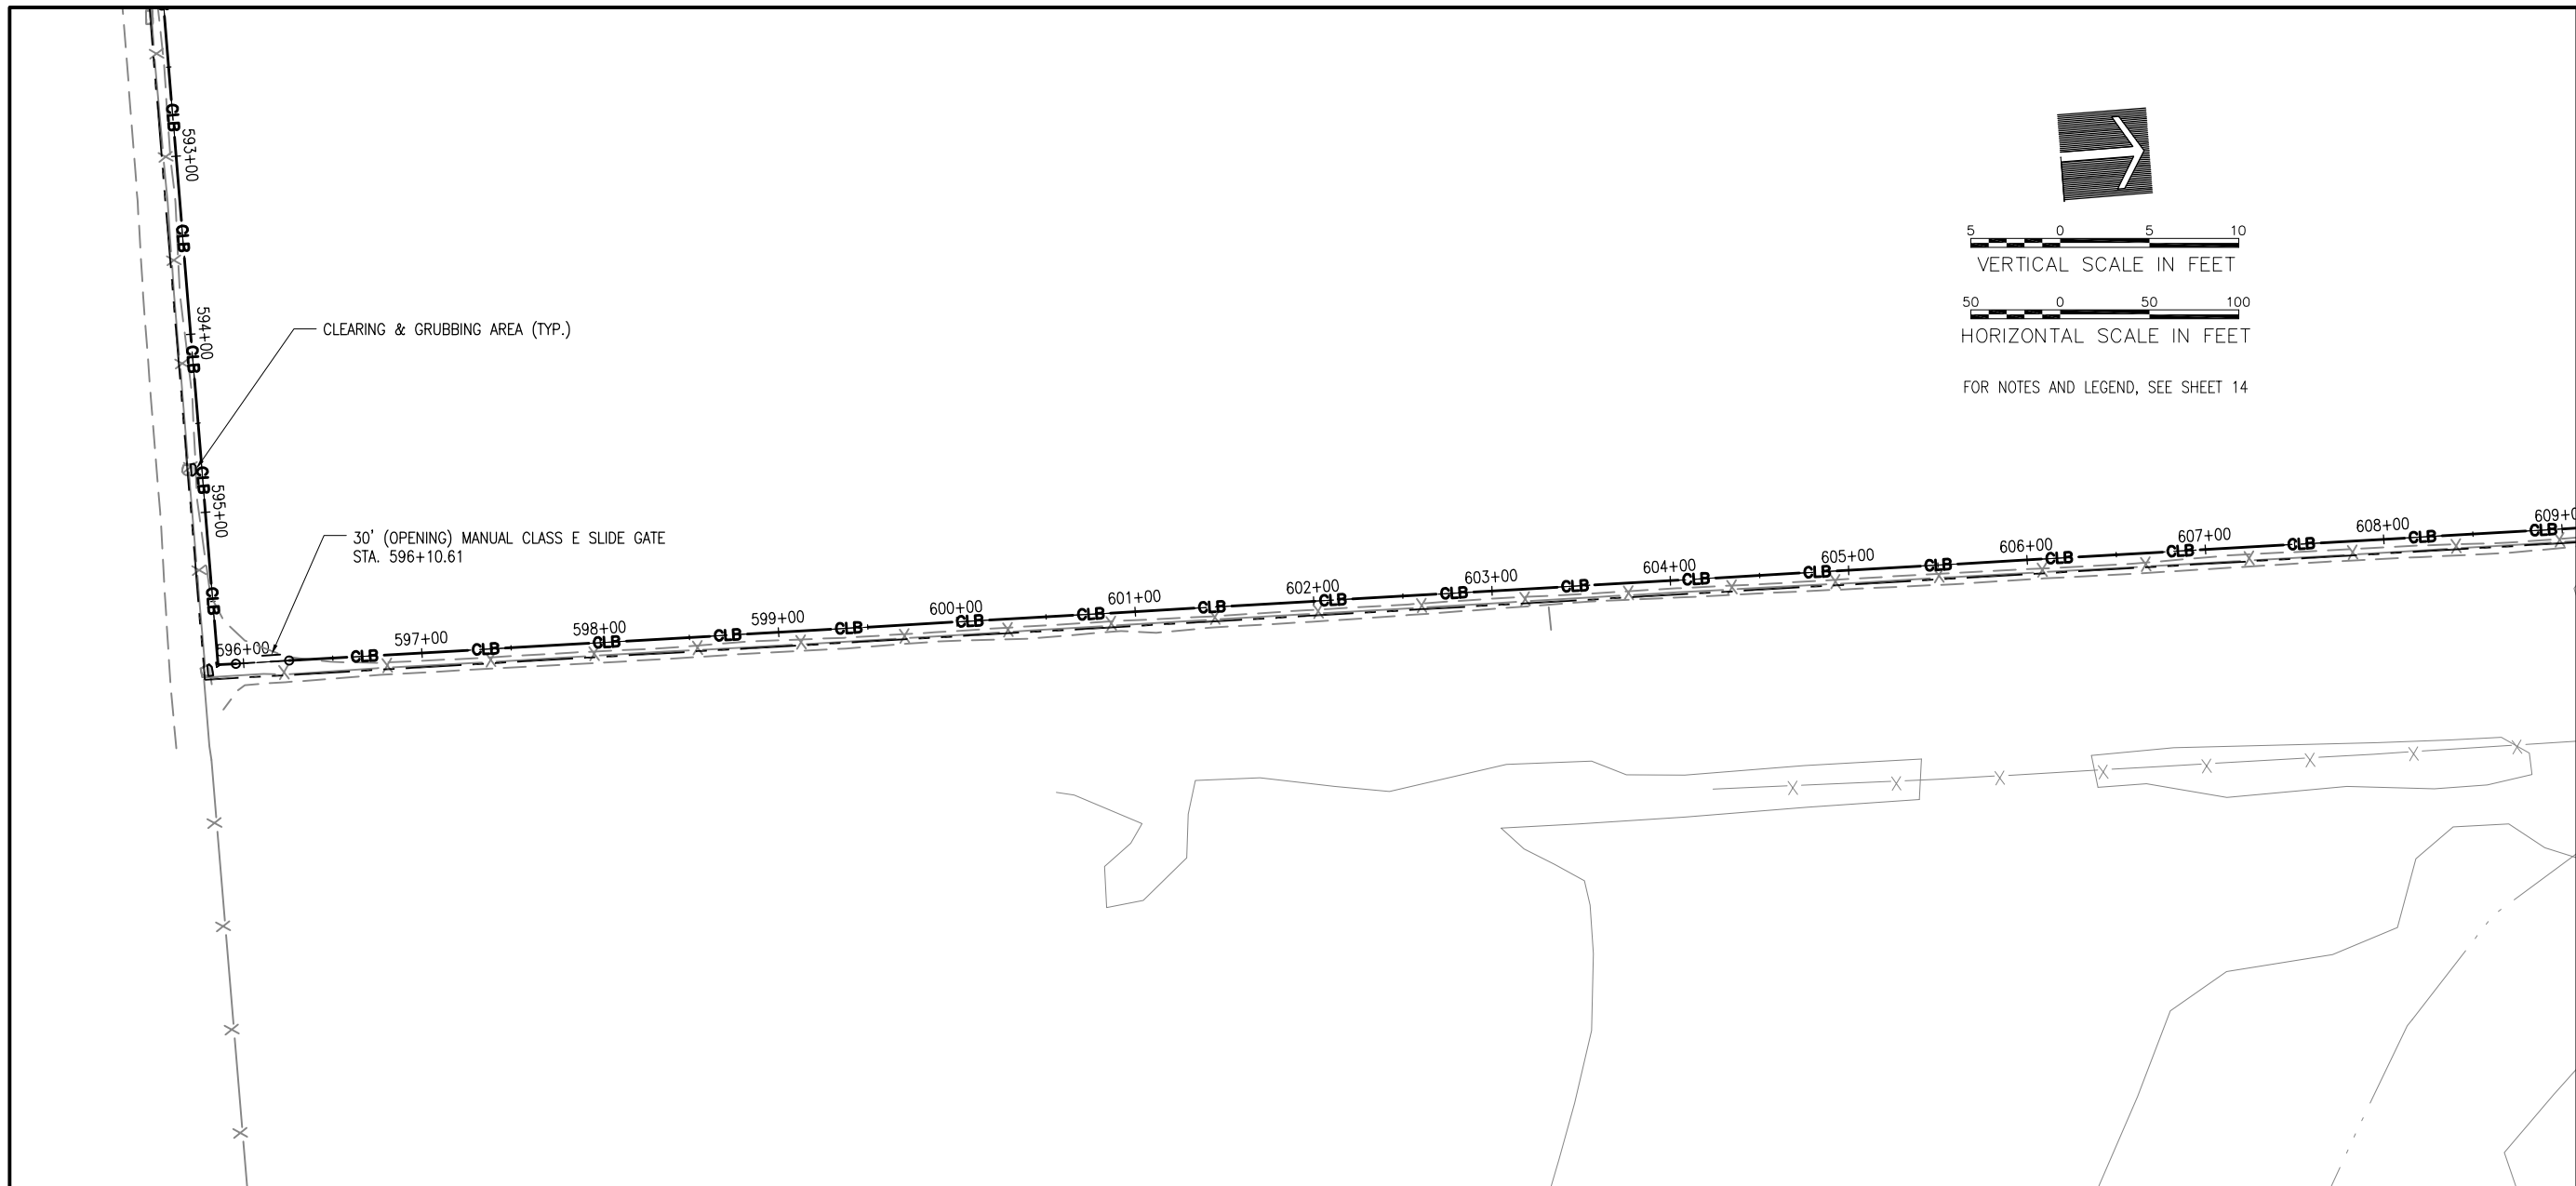 CLB
593+00
CLB
594+00
CLB
CLB
595+00
CLB
CLEARING & GRUBBING AREA (TYP.)
30' (OPENING) MANUAL CLASS E SLIDE GATE
STA. 596+10.61
596+00
CLB
597+00
CLB
598+00
CLB
CLB
599+00
CLB
600+00
CLB
CLB
601+00
CLB
602+00
CLB
CLB
603+00
CLB
604+00
CLB
CLB
605+00
CLB
606+00
CLB
CLB
607+00
CLB
608+00
CLB
CLB
609+0
5 0 5 10
VERTICAL SCALE IN FEET
50 0 50 100
HORIZONTAL SCALE IN FEET
FOR NOTES AND LEGEND, SEE SHEET 14